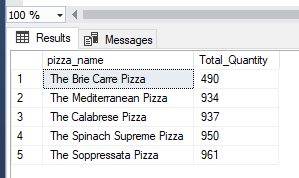 100 %
Results Messages
pizza_name Total_Quantity
1 The Brie Carre Pizza 490
2 The Mediterranean Pizza 934
3 The Calabrese Pizza 937
4 The Spinach Supreme Pizza 950
5 The Soppressata Pizza 961